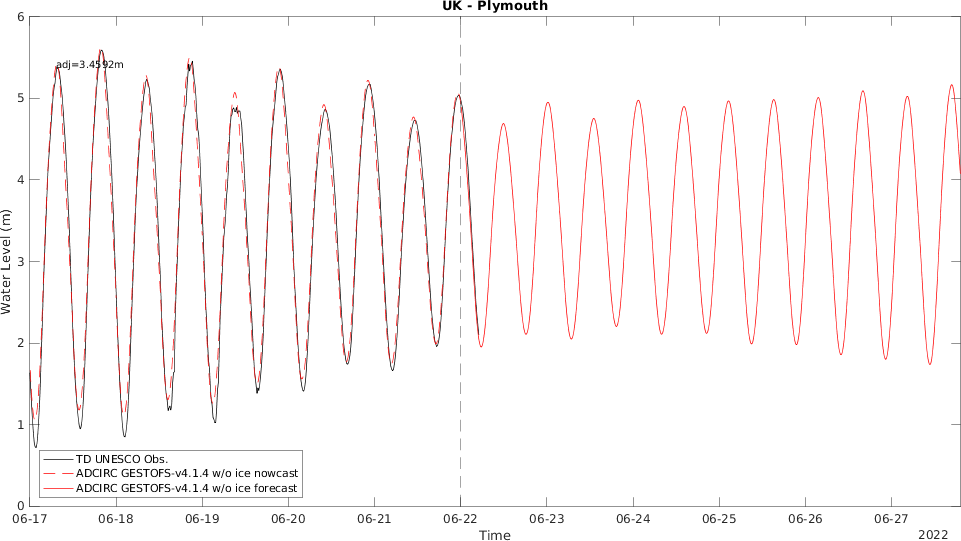 UK - Plymouth
adj=3.4592m
6
5
4
3
2
1
0
Water Level (m)
TD UNESCO Obs.
ADCIRC GESTOFS-v4.1.4 w/o ice nowcast
ADCIRC GESTOFS-v4.1.4 w/o ice forecast
06-17 06-18 06-19 06-20 06-21 06-22 06-23 06-24 06-25 06-26 06-27
Time
2022